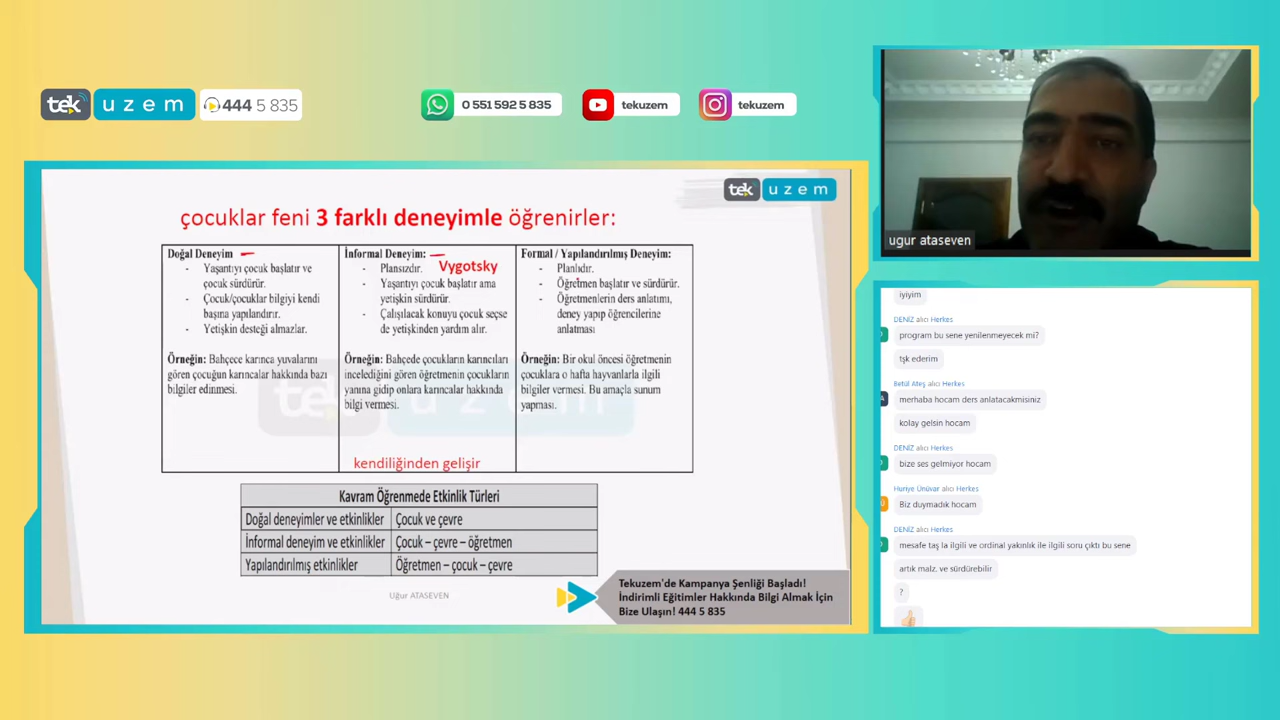 tek uzem 444 5 835
0 551 592 5 835
tekuzem
tekuzem
ugur ataseven
tek uzem
çocuklar feni 3 farklı deneyimle öğrenirler:
Doğal Deneyim
- Yaşantıyı çocuk başlatır ve
çocuk sürdürür.
- Çocuk/çocuklar bilgiyi kendi
başına yapılandırır.
- Yetişkin desteği almazlar.
Örneğin: Bahçece karınca yuvalarını
gören çocuğun karıncalar hakkında bazı
bilgiler edinmesi.
İnformal Deneyim:
- Plansızdır.
Vygotsky
- Yaşantıyı çocuk başlatır ama
yetişkin sürdürür.
- Çalışılacak konuyu çocuk seçse
de yetişkinden yardım alır.
Örneğin: Bahçede çocukların karıncıları
incelediğini gören öğretmenin çocukların
yanına gidip onlara karıncalar hakkında
bilgi vermesi.
kendiliğinden gelişir
Formal / Yapılandırılmış Deneyim:
- Planlıdır.
- Öğretmen başlatır ve sürdürür.
- Öğretmenlerin ders anlatımı,
deney yapıp öğrencilerine
anlatması
Örneğin: Bir okul öncesi öğretmenin
çocuklara o hafta hayvanlarla ilgili
bilgiler vermesi. Bu amaçla sunum
yapması.
tek uzem
Kavram Öğrenmede Etkinlik Türleri
Doğal deneyimler ve etkinlikler Çocuk ve çevre
İnformal deneyim ve etkinlikler Çocuk – çevre – öğretmen
Yapılandırılmış etkinlikler Öğretmen – çocuk – çevre
Uğur ATASEVEN
Tekuzem'de Kampanya Şenliği Başladı!
İndirimli Eğitimler Hakkında Bilgi Almak İçin
Bize Ulaşın! 444 5 835
iyiyim
DENİZ alıcı Herkes
program bu sene yenilenmeyecek mi?
tşk ederim
Betül Ateş alıcı Herkes
merhaba hocam ders anlatacakmisiniz
kolay gelsin hocam
DENİZ alıcı Herkes
bize ses gelmiyor hocam
Huriye Ünüvar alıcı Herkes
Biz duymadık hocam
DENİZ alıcı Herkes
mesafe taş la ilgili ve ordinal yakınlık ile ilgili soru çıktı bu sene
artık malz. ve sürdürebilir
?